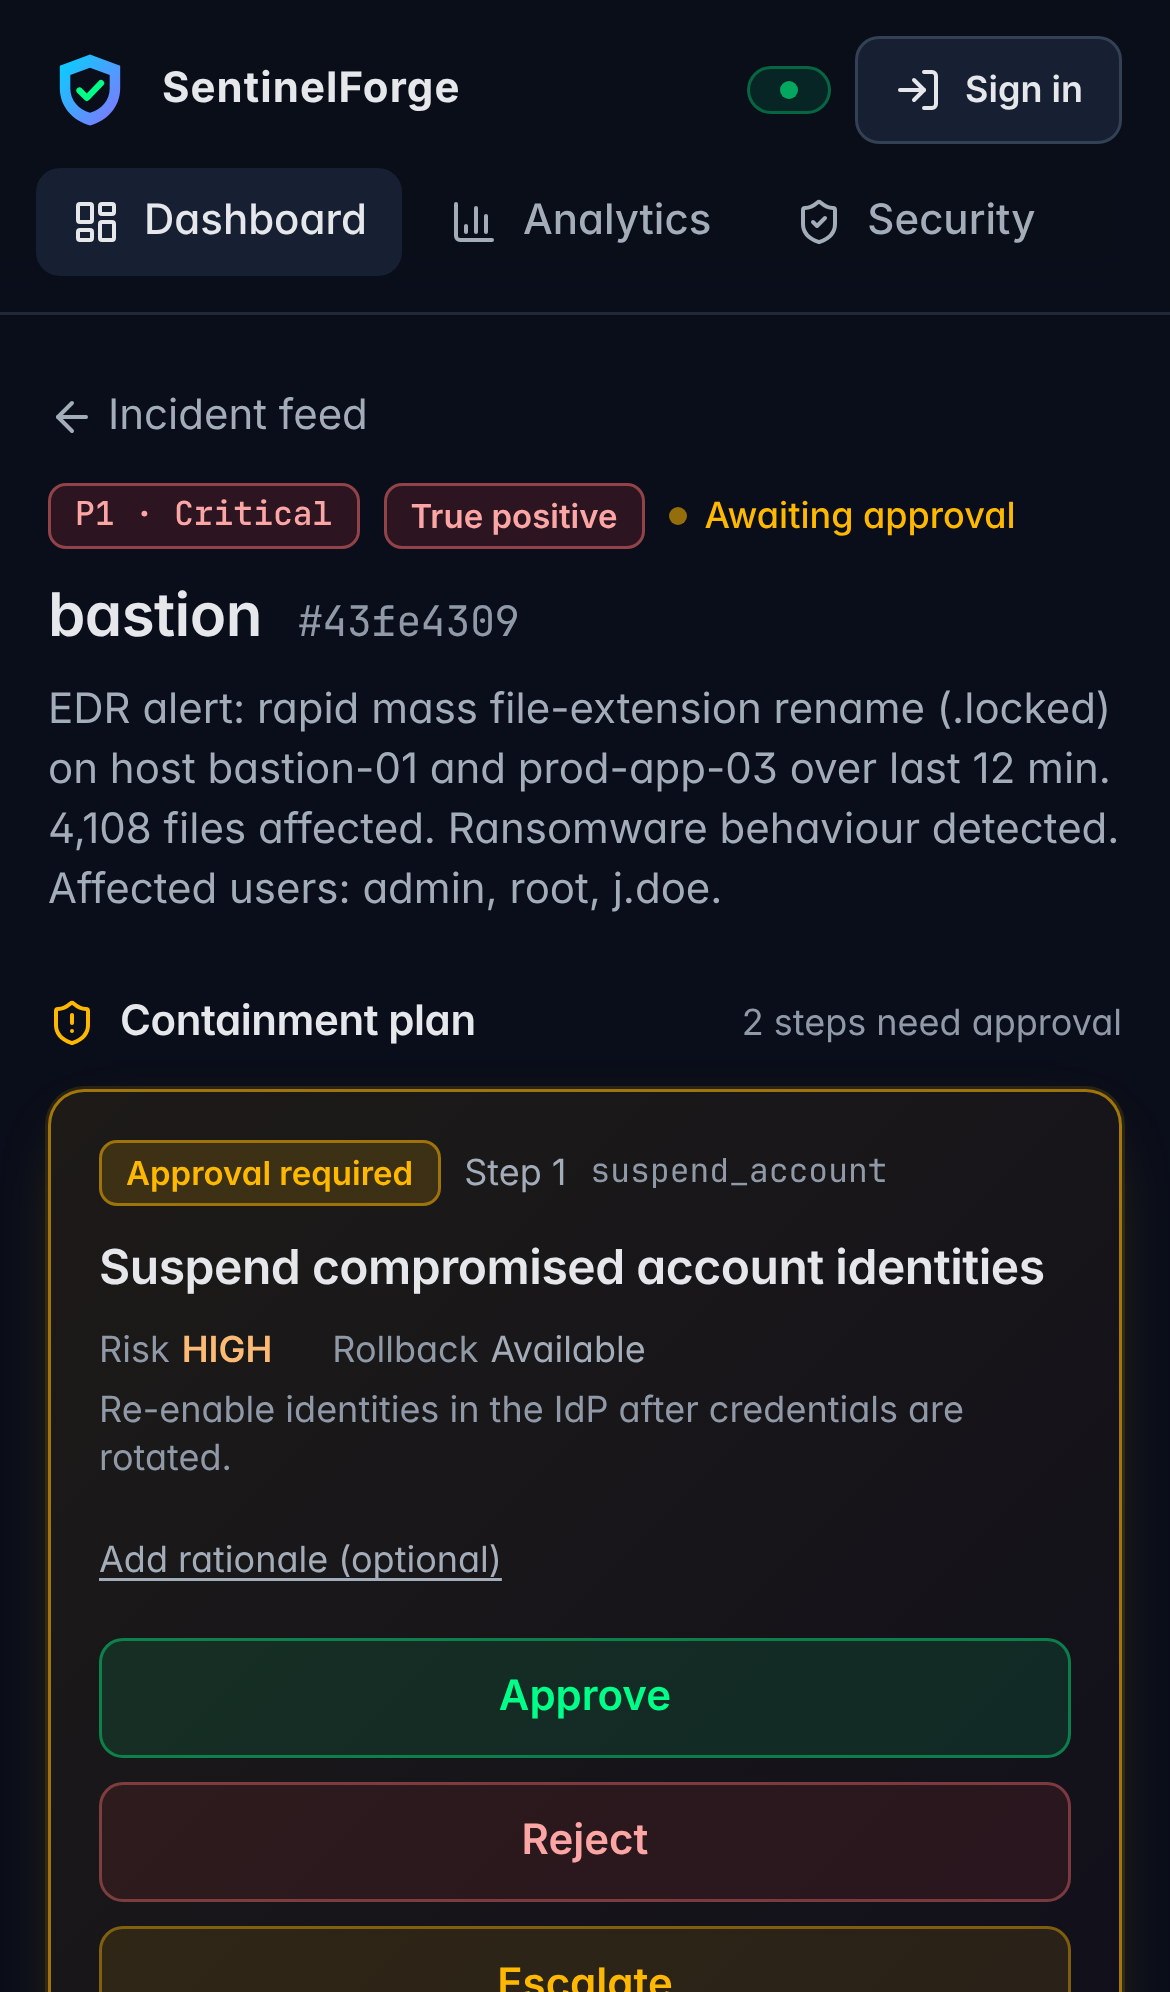 SentinelForge
Sign in
Dashboard
Analytics
Security
Incident feed
P1 · Critical
True positive
Awaiting approval
bastion #43fe4309
EDR alert: rapid mass file-extension rename (.locked)
on host bastion-01 and prod-app-03 over last 12 min.
4,108 files affected. Ransomware behaviour detected.
Affected users: admin, root, j.doe.
Containment plan
2 steps need approval
Approval required
Step 1 suspend_account
Suspend compromised account identities
Risk HIGH
Rollback Available
Re-enable identities in the IdP after credentials are
rotated.
Add rationale (optional)
Approve
Reject
Escalate